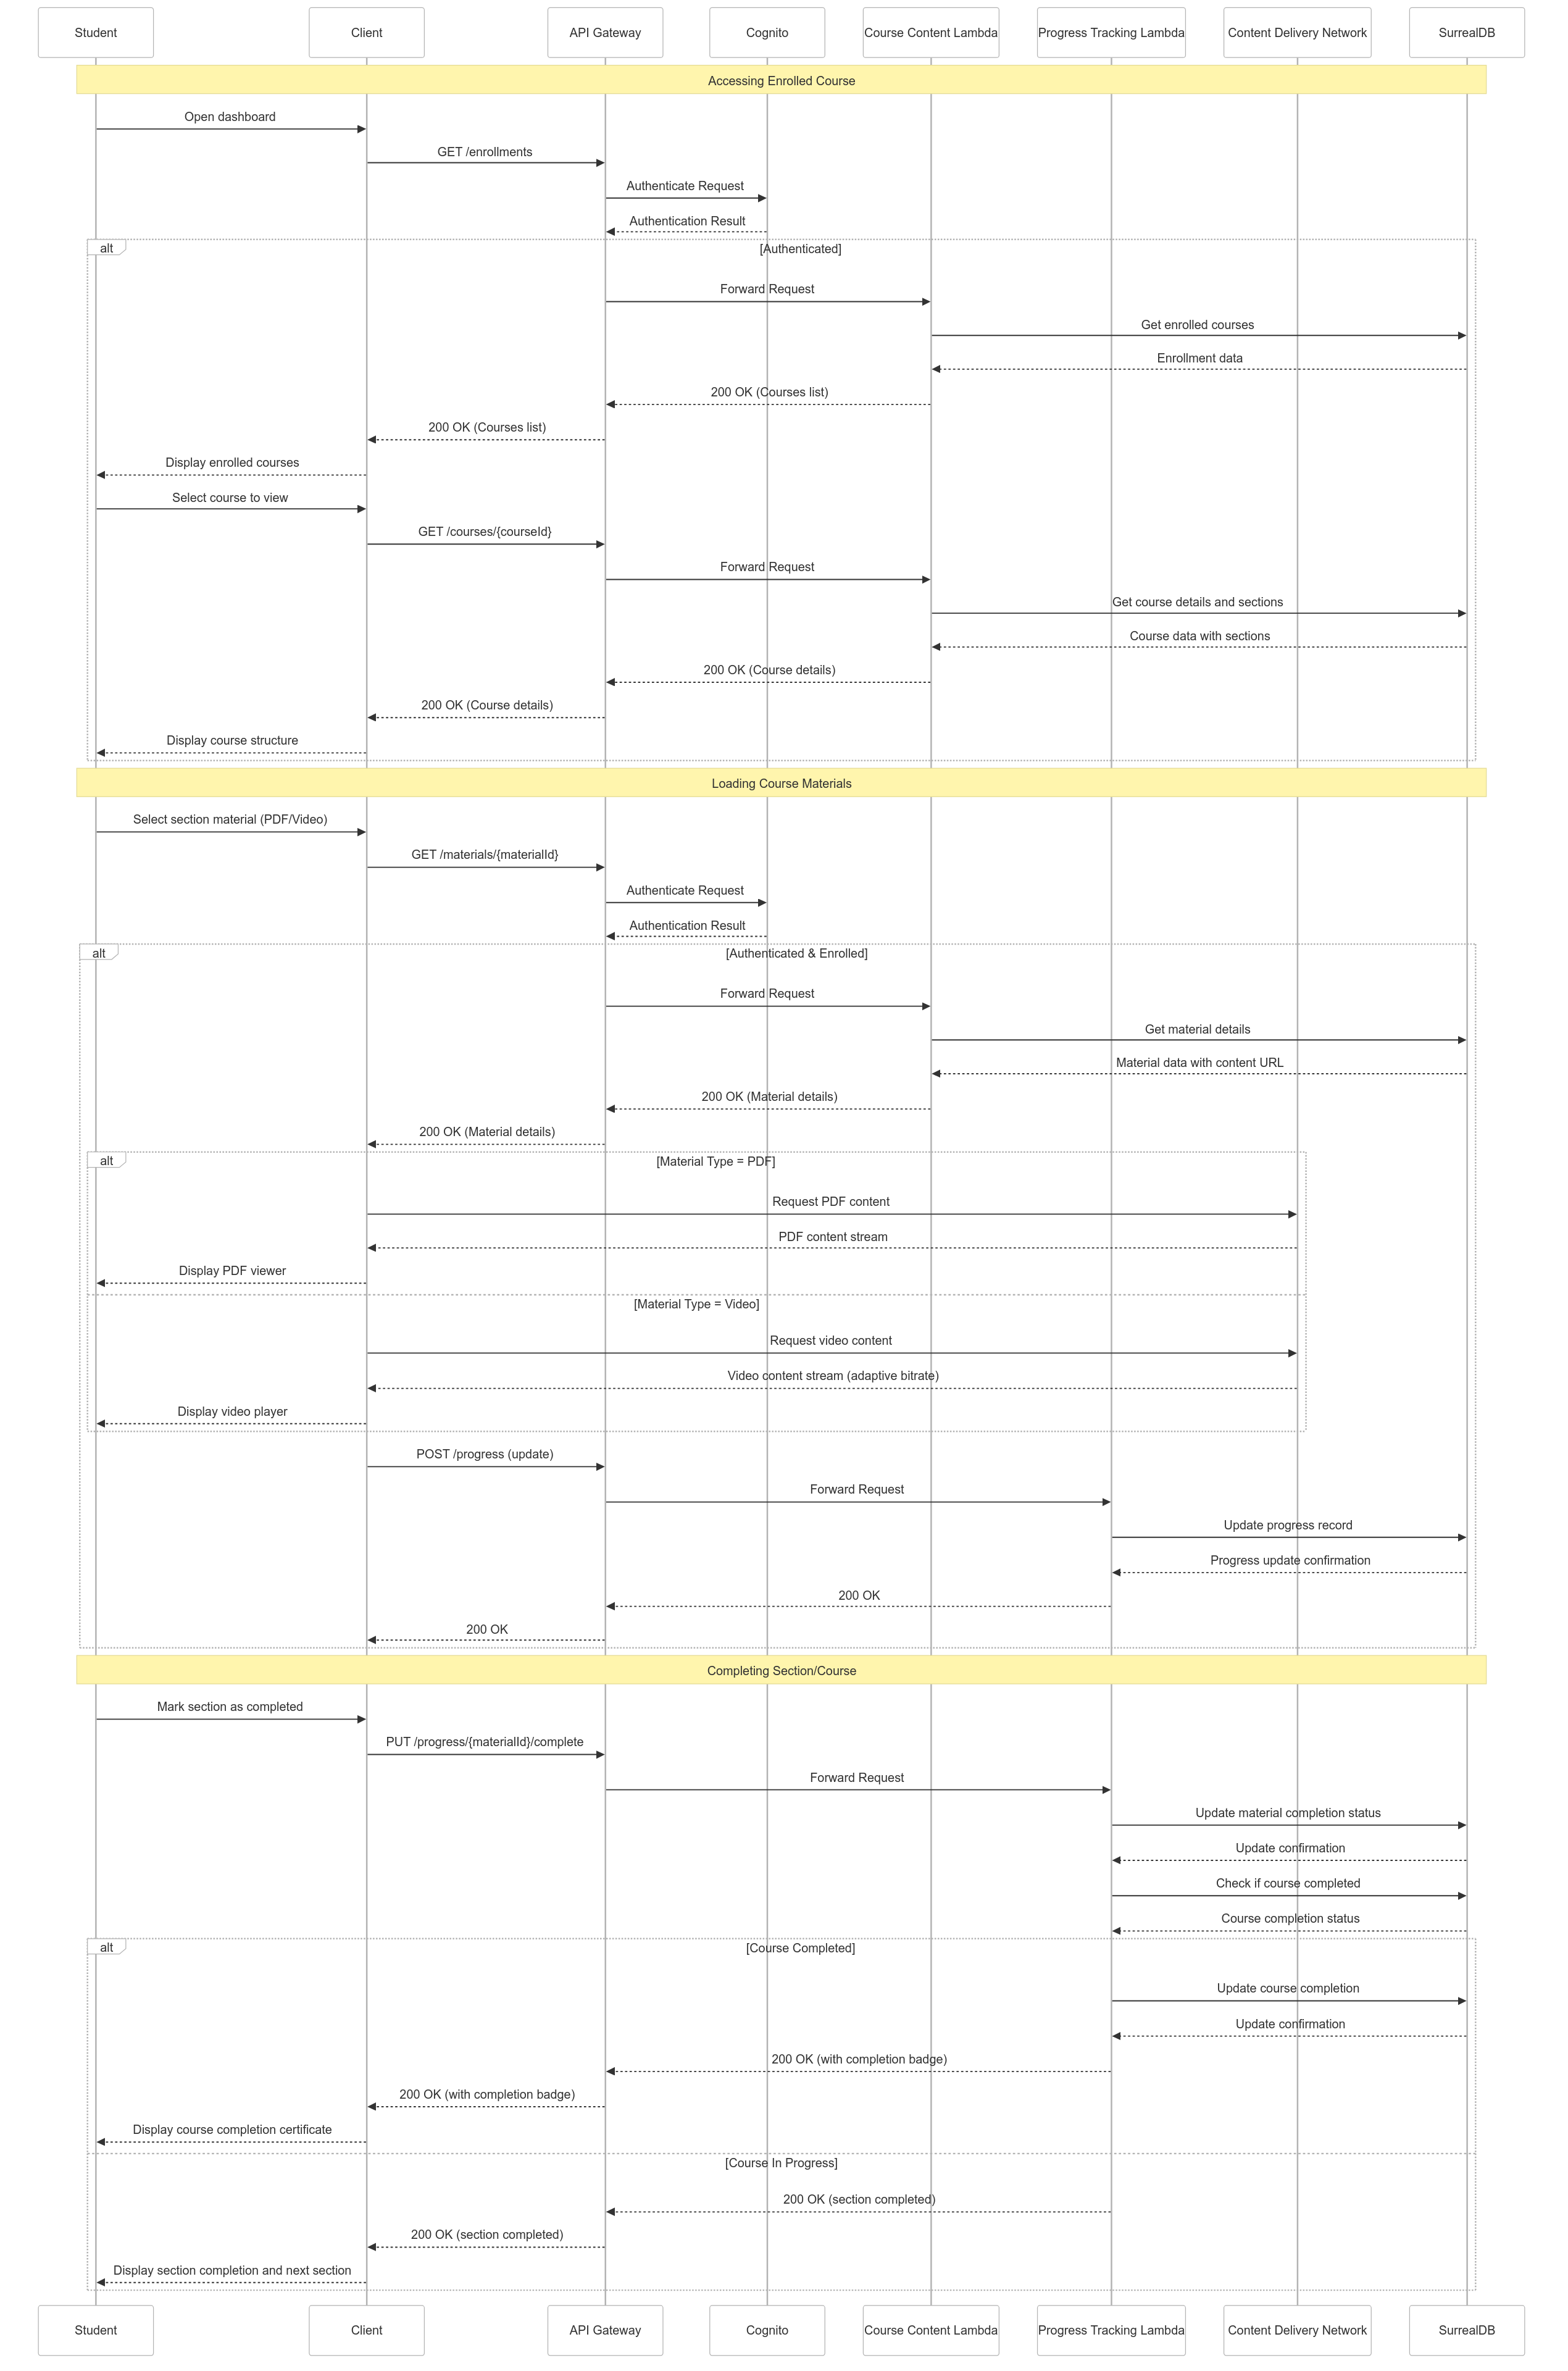 Student
Client
API Gateway
Cognito
Course Content Lambda
Progress Tracking Lambda
Content Delivery Network
SurrealDB
Accessing Enrolled Course
Open dashboard
GET /enrollments
Authenticate Request
Authentication Result
alt
[Authenticated]
Forward Request
Get enrolled courses
Enrollment data
200 OK (Courses list)
200 OK (Courses list)
Display enrolled courses
Select course to view
GET /courses/{courseId}
Forward Request
Get course details and sections
Course data with sections
200 OK (Course details)
200 OK (Course details)
Display course structure
Loading Course Materials
Select section material (PDF/Video)
GET /materials/{materialId}
Authenticate Request
Authentication Result
alt
[Authenticated & Enrolled]
Forward Request
Get material details
Material data with content URL
200 OK (Material details)
200 OK (Material details)
alt
[Material Type = PDF]
Request PDF content
PDF content stream
Display PDF viewer
[Material Type = Video]
Request video content
Video content stream (adaptive bitrate)
Display video player
POST /progress (update)
Forward Request
Update progress record
Progress update confirmation
200 OK
200 OK
Completing Section/Course
Mark section as completed
PUT /progress/{materialId}/complete
Forward Request
Update material completion status
Update confirmation
Check if course completed
Course completion status
alt
[Course Completed]
Update course completion
Update confirmation
200 OK (with completion badge)
200 OK (with completion badge)
Display course completion certificate
[Course In Progress]
200 OK (section completed)
200 OK (section completed)
Display section completion and next section
Student
Client
API Gateway
Cognito
Course Content Lambda
Progress Tracking Lambda
Content Delivery Network
SurrealDB